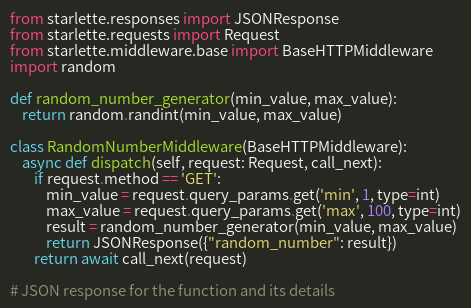 from starlette.responses import JSONResponse
from starlette.requests import Request
from starlette.middleware.base import BaseHTTPMiddleware
import random

def random_number_generator(min_value, max_value):
    return random.randint(min_value, max_value)

class RandomNumberMiddleware(BaseHTTPMiddleware):
    async def dispatch(self, request: Request, call_next):
        if request.method == 'GET':
            min_value = request.query_params.get('min', 1, type=int)
            max_value = request.query_params.get('max', 100, type=int)
            result = random_number_generator(min_value, max_value)
            return JSONResponse({"random_number": result})
        return await call_next(request)

# JSON response for the function and its details